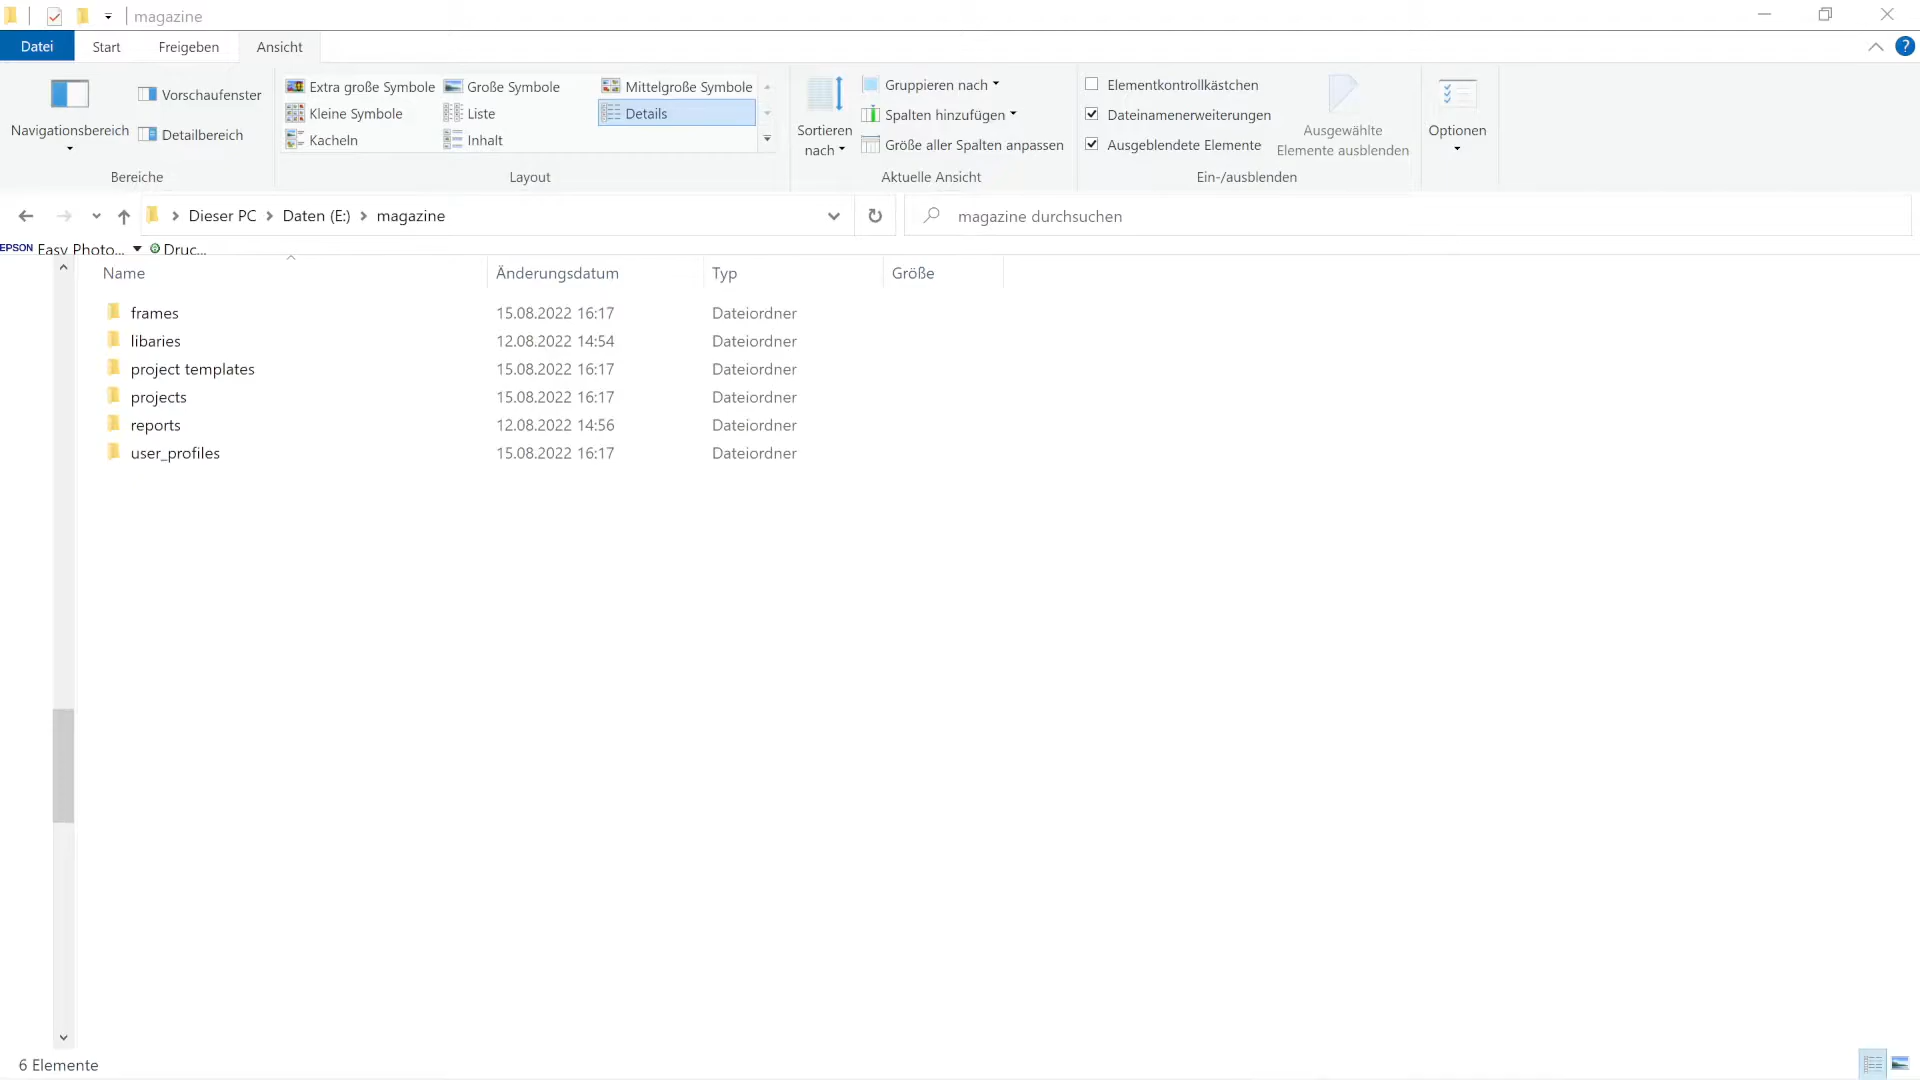 magazine
Datei Start Freigeben Ansicht ?
Extra große Symbole Große Symbole Mittelgroße Symbole Gruppieren nach Elementkontrollkästchen
Vorschaufenster
Kleine Symbole Liste Details Spalten hinzufügen Dateinamenerweiterungen
Navigationsbereich Detailbereich Sortieren nach Ausgewählte Elemente ausblenden Optionen
Kacheln Inhalt Größe aller Spalten anpassen Ausgeblendete Elemente
Bereiche Layout Aktuelle Ansicht Ein-/ausblenden
Dieser PC Daten (E:) magazine magazine durchsuchen
EPSON Easy Photo... Druc...
Name Änderungsdatum Typ Größe
frames 15.08.2022 16:17 Dateiordner
libaries 12.08.2022 14:54 Dateiordner
project templates 15.08.2022 16:17 Dateiordner
projects 15.08.2022 16:17 Dateiordner
reports 12.08.2022 14:56 Dateiordner
user_profiles 15.08.2022 16:17 Dateiordner
6 Elemente